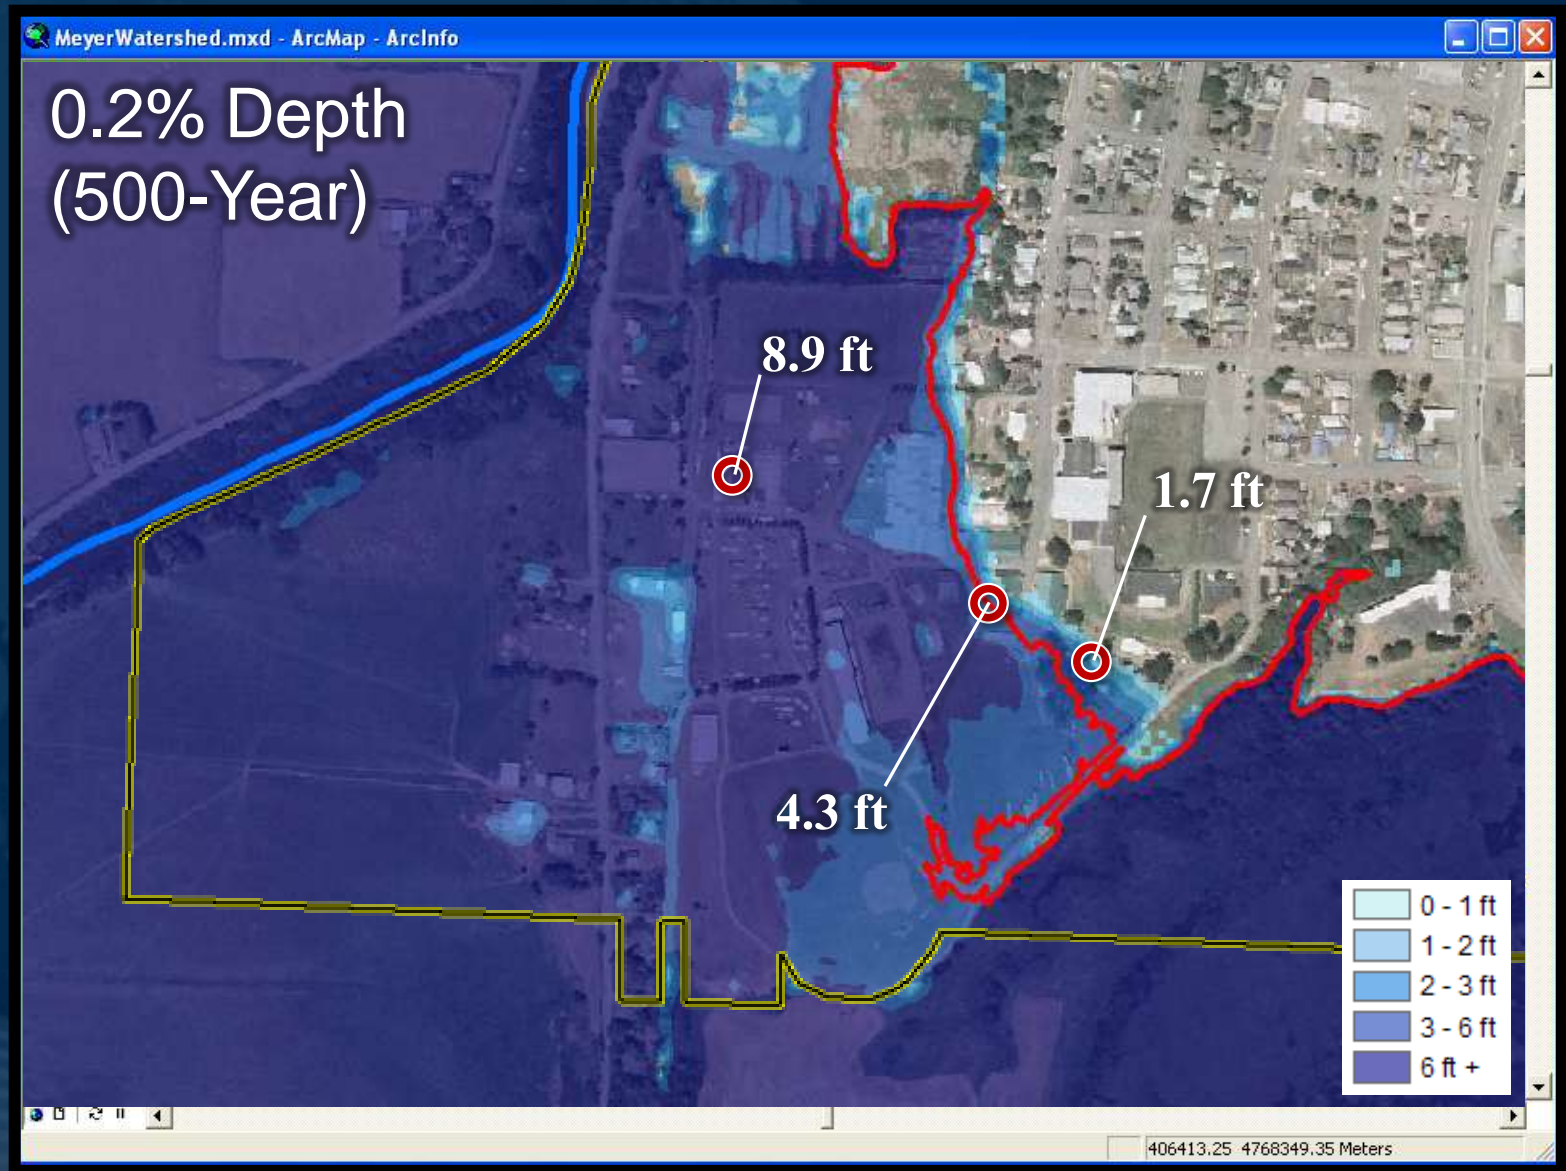 MeyerWatershed.mxd - ArcMap - ArcInfo
0.2% Depth
(500-Year)
8.9 ft
1.7 ft
4.3 ft
0 - 1 ft
1 - 2 ft
2 - 3 ft
3 - 6 ft
6 ft +
406413.25 4768349.35 Meters